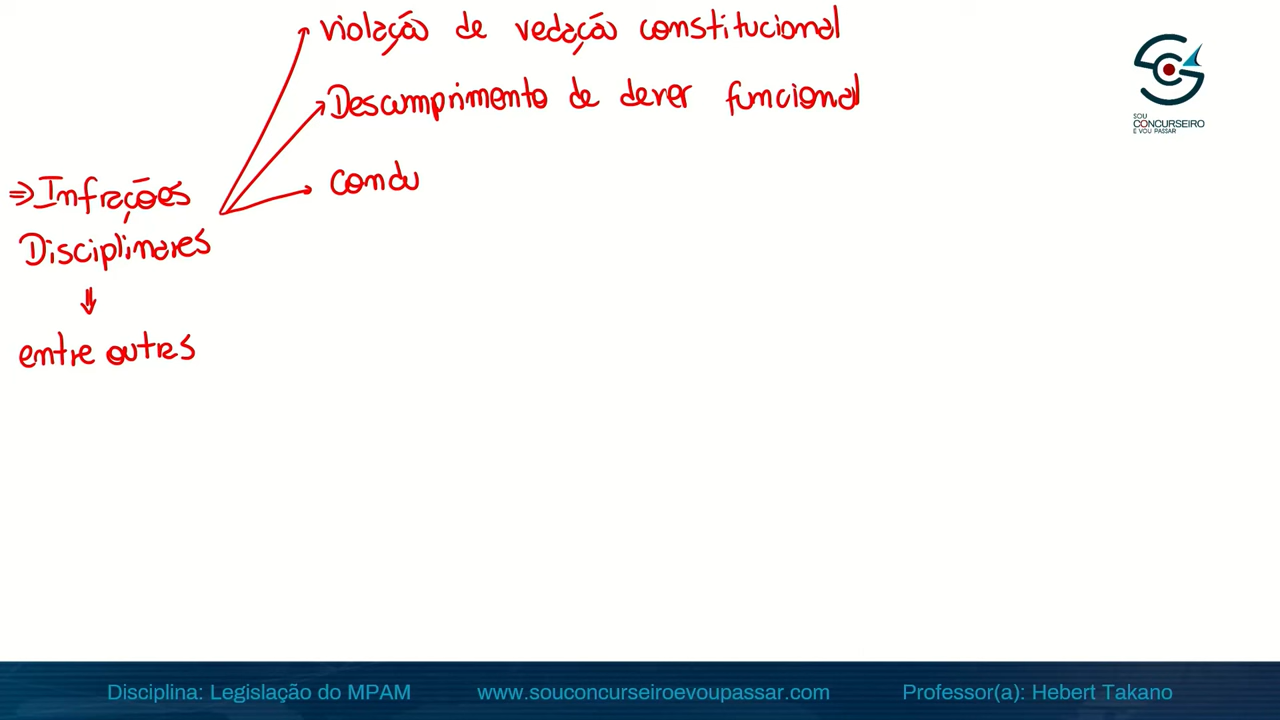 violação de vedação constitucional
Descumprimento de dever funcional
condu
⇒ Infrações
Disciplinares
entre outras
SOU
CONCURSEIRO
E VOU PASSAR
Disciplina: Legislação do MPAM
www.souconcurseiroevoupassar.com
Professor(a): Hebert Takano